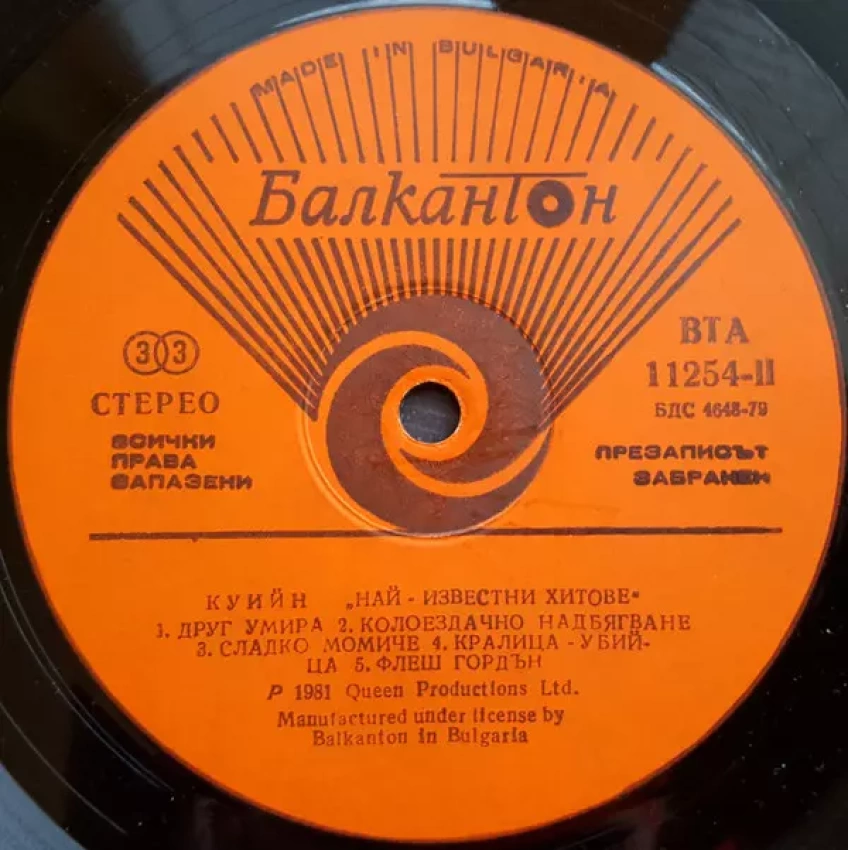 MADE IN BULGARIA
Балкантон
33
СТЕРЕО
ВСИЧКИ
ПРАВА
ЗАПАЗЕНИ
ВТА
11254-II
БДС 4648-79
ПРЕЗАПИСЪТ
ЗАБРАНЕН
КУИЙН „НАЙ - ИЗВЕСТНИ ХИТОВЕ"
1. ДРУГ УМИРА 2. КОЛОЕЗДАЧНО НАДБЯГВАНЕ
3. СЛАДКО МОМИЧЕ 4. КРАЛИЦА - УБИЙ-
ЦА 5. ФЛЕШ ГОРДЪН
P 1981 Queen Productions Ltd.
Manufactured under license by
Balkanton in Bulgaria